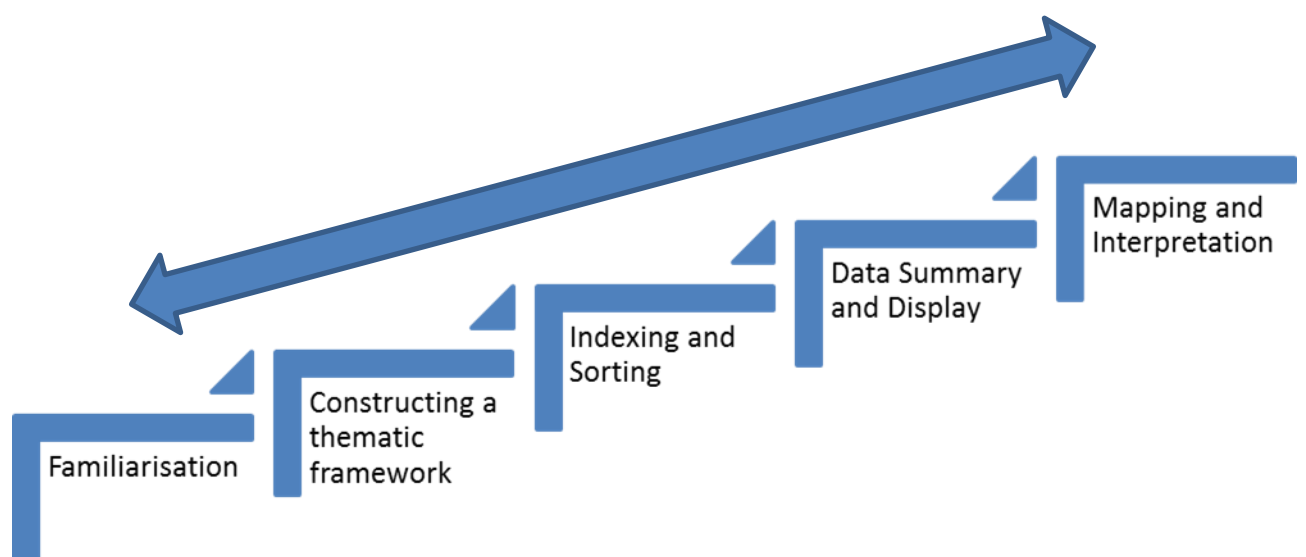 Familiarisation
Constructing a
thematic
framework
Indexing and
Sorting
Data Summary
and Display
Mapping and
Interpretation